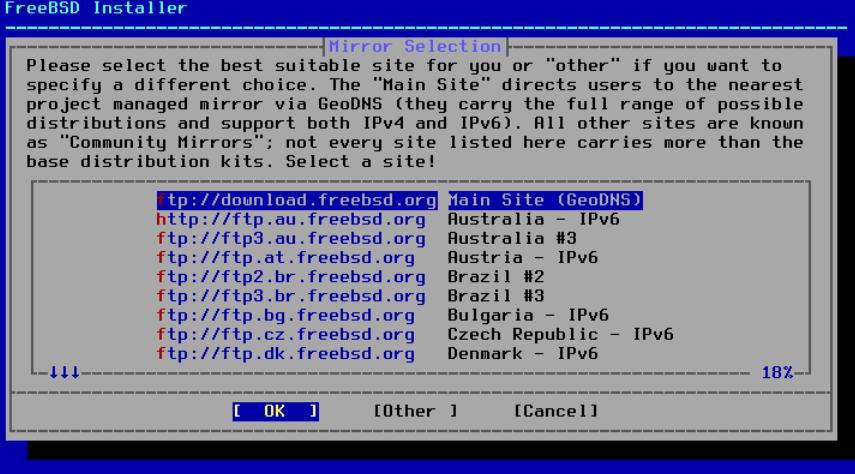 FreeBSD Installer
Mirror Selection
Please select the best suitable site for you or "other" if you want to
specify a different choice. The "Main Site" directs users to the nearest
project managed mirror via GeoDNS (they carry the full range of possible
distributions and support both IPv4 and IPv6). All other sites are known
as "Community Mirrors"; not every site listed here carries more than the
base distribution kits. Select a site!
ftp://download.freebsd.org Main Site (GeoDNS)
http://ftp.au.freebsd.org Australia - IPv6
ftp://ftp3.au.freebsd.org Australia #3
ftp://ftp.at.freebsd.org Austria - IPv6
ftp://ftp2.br.freebsd.org Brazil #2
ftp://ftp3.br.freebsd.org Brazil #3
ftp://ftp.bg.freebsd.org Bulgaria - IPv6
ftp://ftp.cz.freebsd.org Czech Republic - IPv6
ftp://ftp.dk.freebsd.org Denmark - IPv6
↓↓↓ 18%
[ OK ] [Other ] [Cancel]